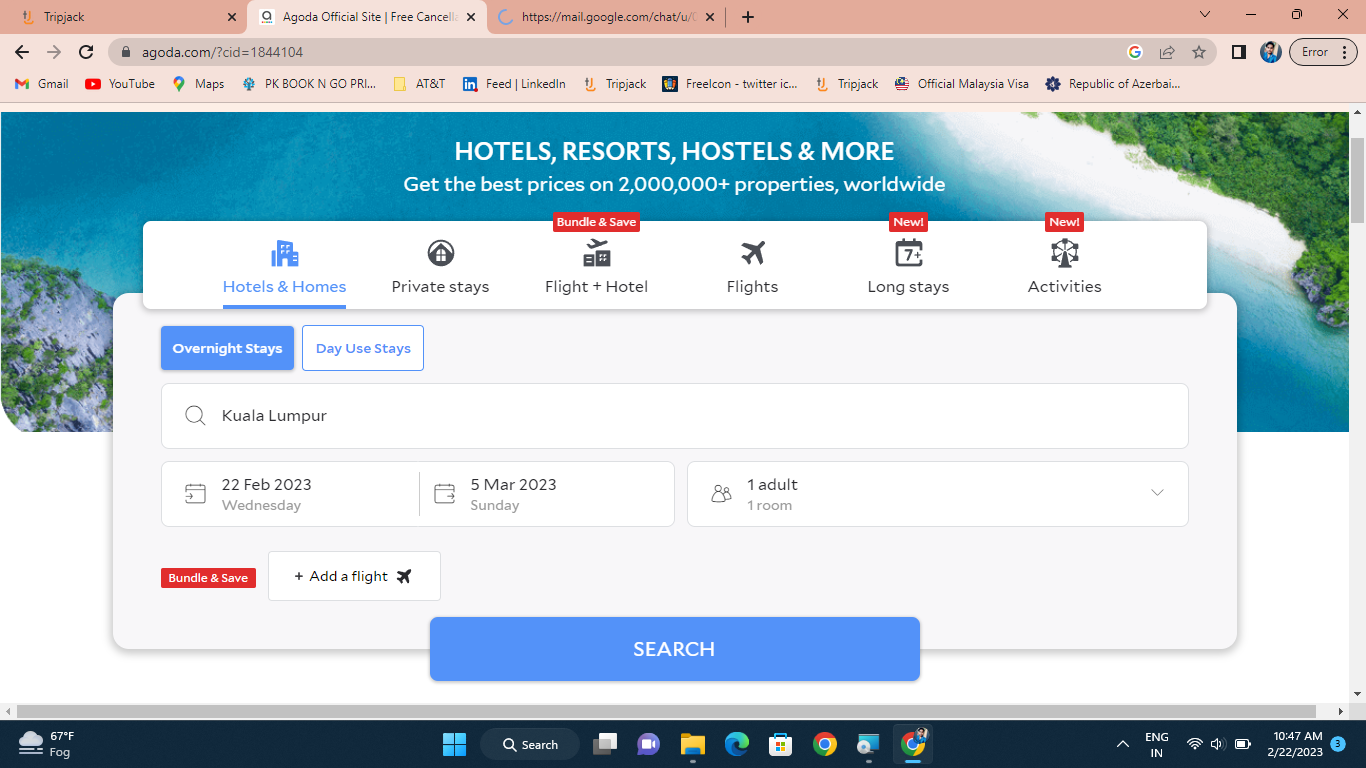 Tripjack
Agoda Official Site | Free Cancella
https://mail.google.com/chat/u/0
agoda.com/?cid=1844104
Error
Gmail
YouTube
Maps
PK BOOK N GO PRI...
AT&T
Feed | LinkedIn
Tripjack
FreeIcon - twitter ic...
Tripjack
Official Malaysia Visa
Republic of Azerbai...
HOTELS, RESORTS, HOSTELS & MORE
Get the best prices on 2,000,000+ properties, worldwide
Bundle & Save
New!
New!
7+
Hotels & Homes
Private stays
Flight + Hotel
Flights
Long stays
Activities
Overnight Stays
Day Use Stays
Kuala Lumpur
22 Feb 2023
Wednesday
5 Mar 2023
Sunday
1 adult
1 room
Bundle & Save
+ Add a flight
SEARCH
67°F
Fog
Search
ENG
IN
10:47 AM
2/22/2023
3